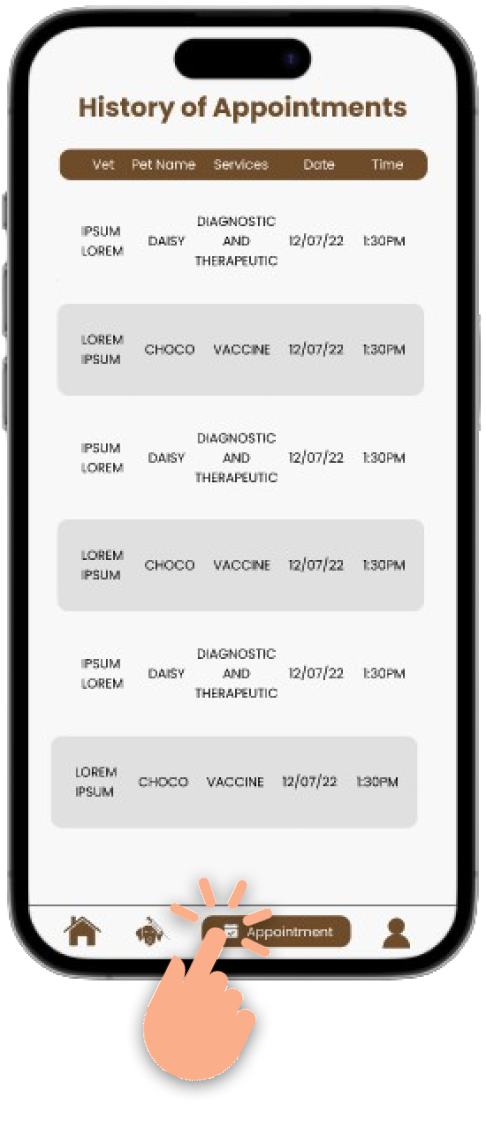 History of Appointments
Vet Pet Name Services Date Time
IPSUM LOREM DAISY DIAGNOSTIC AND THERAPEUTIC 12/07/22 1:30PM
LOREM IPSUM CHOCO VACCINE 12/07/22 1:30PM
IPSUM LOREM DAISY DIAGNOSTIC AND THERAPEUTIC 12/07/22 1:30PM
LOREM IPSUM CHOCO VACCINE 12/07/22 1:30PM
IPSUM LOREM DAISY DIAGNOSTIC AND THERAPEUTIC 12/07/22 1:30PM
LOREM IPSUM CHOCO VACCINE 12/07/22 1:30PM
Appointment